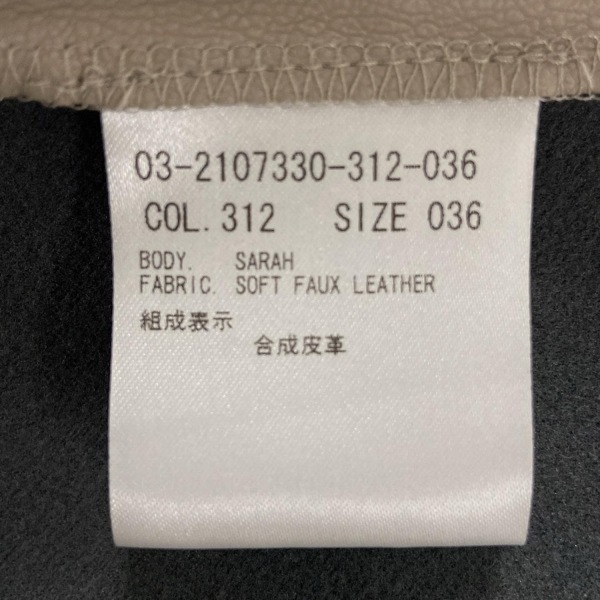 03-2107330-312-036
COL.312 SIZE 036
BODY. SARAH
FABRIC. SOFT FAUX LEATHER
組成表示
合成皮革